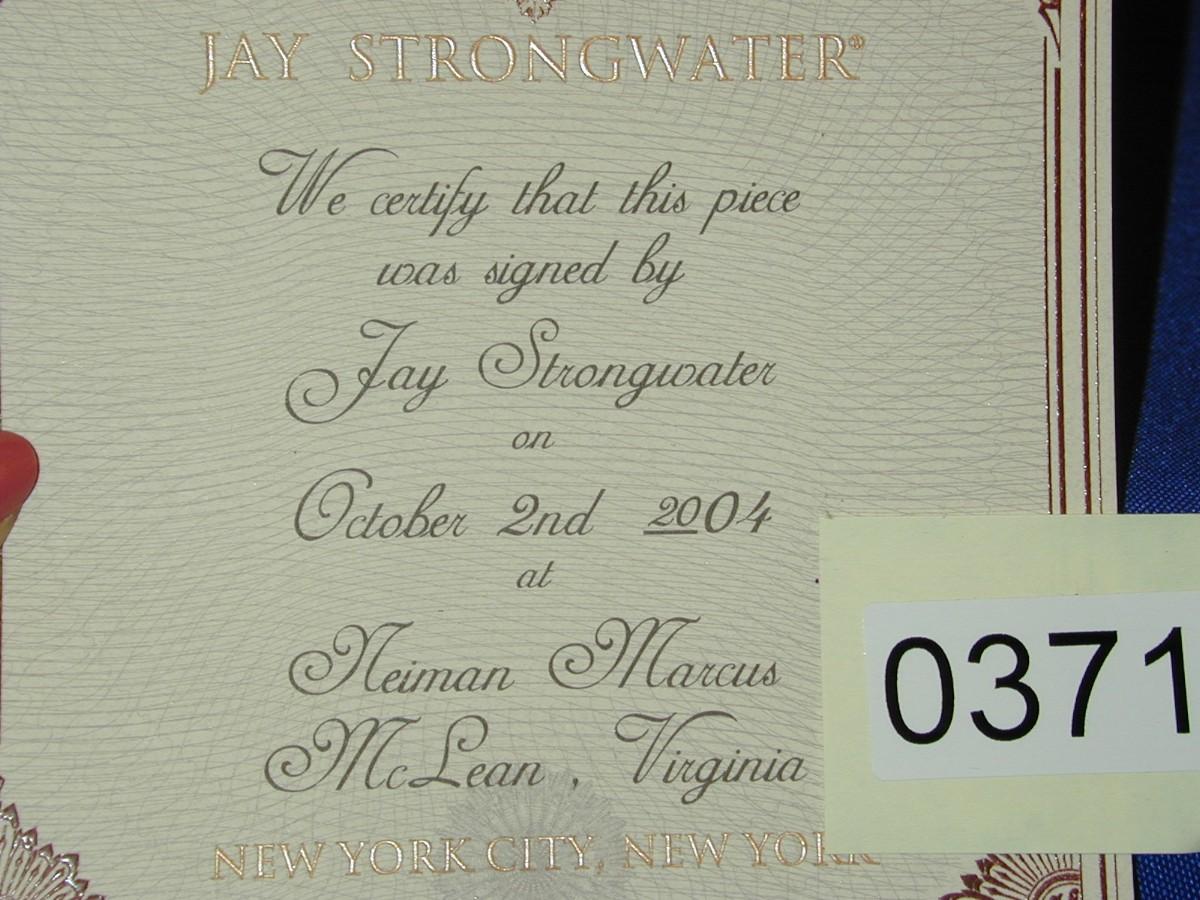 JAY STRONGWATER®
We certify that this piece
was signed by
Jay Strongwater
on
October 2nd 2004
at
Neiman Marcus
McLean , Virginia
NEW YORK CITY, NEW YORK
0371